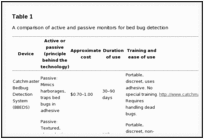 Table 1
A comparison of active and passive monitors for bed bug detection
Device
Active or passive (principle behind the technology)
Approximate cost
Duration of use
Training and ease of use
Catchmaster BedBug Detection System (BBEDS)
Passive. Mimics harborages, traps bed bugs in adhesive
$0.70–1.00
30–90 days
Portable, discreet, uses adhesive No special training. Requires handling dead bugs
Passive. Textured,
Portable, discreet, non-